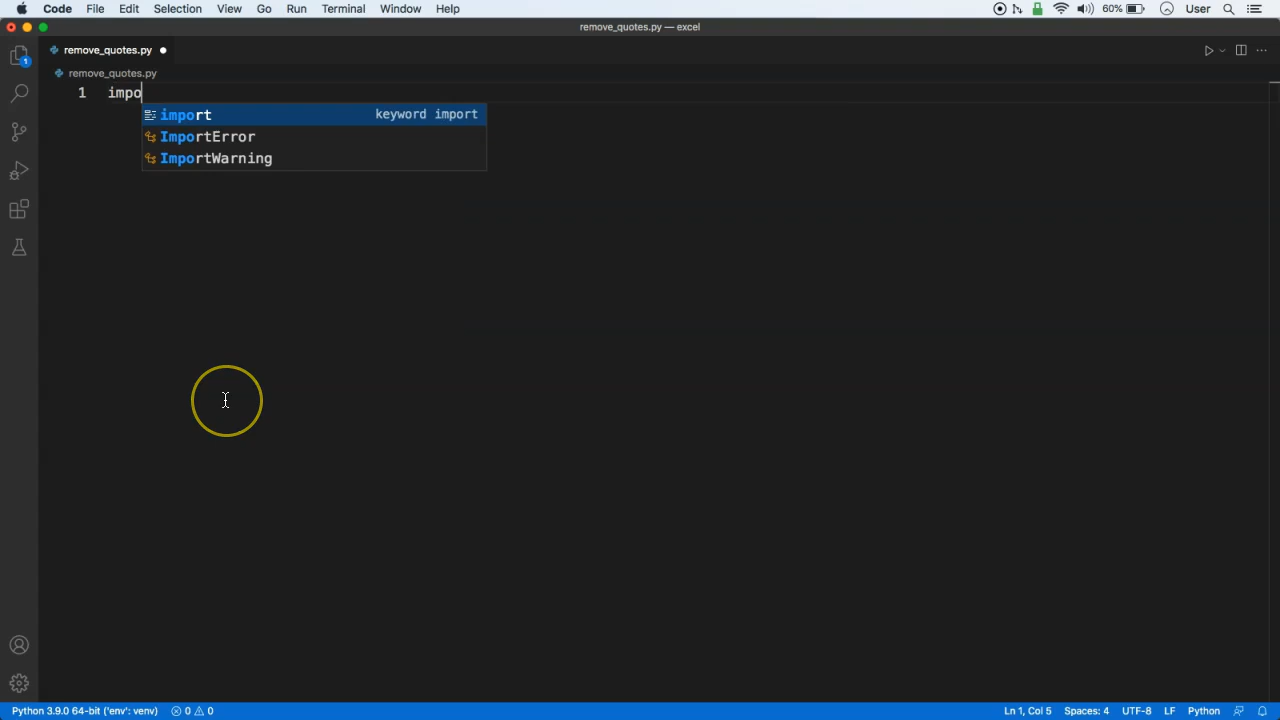 Code File Edit Selection View Go Run Terminal Window Help 60% User
remove_quotes.py — excel
remove_quotes.py
remove_quotes.py
1 impo
import keyword import
ImportError
ImportWarning
1
Python 3.9.0 64-bit ('env': venv) 0 0 Ln 1, Col 5 Spaces: 4 UTF-8 LF Python